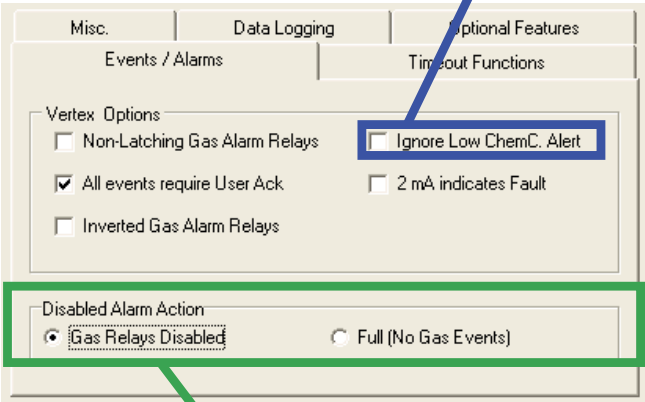 Misc.
Data Logging
Optional Features
Events / Alarms
Timeout Functions
Vertex Options
Non-Latching Gas Alarm Relays
Ignore Low ChemC. Alert
All events require User Ack
2 mA indicates Fault
Inverted Gas Alarm Relays
Disabled Alarm Action
Gas Relays Disabled
Full (No Gas Events)